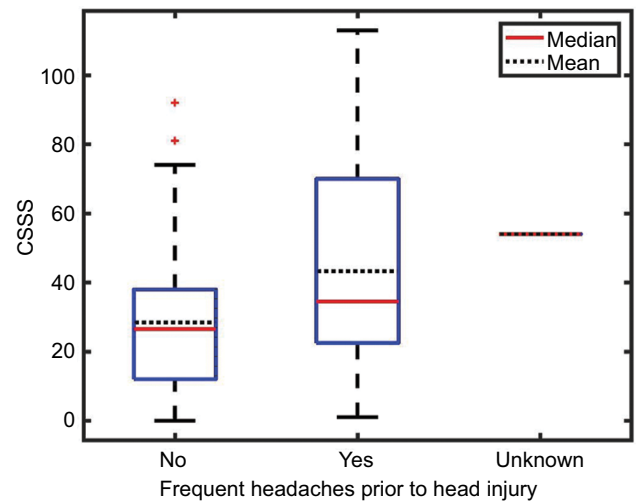 Median
Mean
100
80
60
40
20
0
CSSS
No Yes Unknown
Frequent headaches prior to head injury